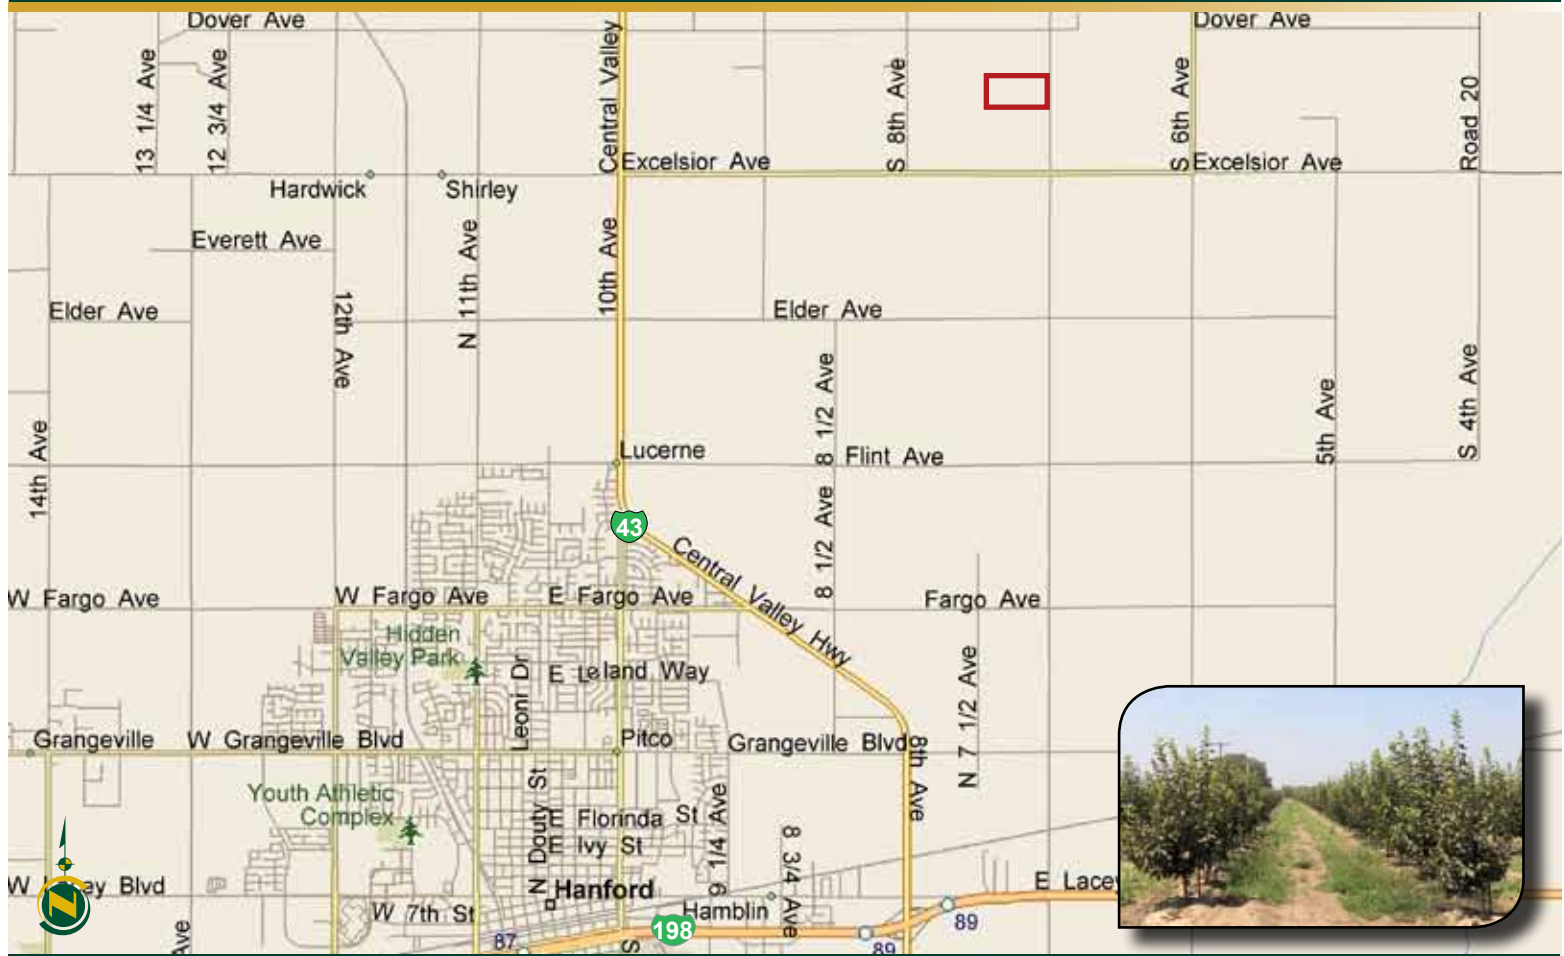 Dover Ave
Dover Ave
13 1/4 Ave
12 3/4 Ave
Central Valley
S 8th Ave
S 6th Ave
Road 20
Excelsior Ave
Excelsior Ave
Hardwick
Shirley
Everett Ave
N 11th Ave
10th Ave
Elder Ave
12th Ave
Elder Ave
8 1/2 Ave
5th Ave
S 4th Ave
14th Ave
Lucerne
Flint Ave
43
8 1/2 Ave
Central Valley Hwy
W Fargo Ave
W Fargo Ave
E Fargo Ave
Fargo Ave
Hidden
Valley Park
Leoni Dr
E Leland Way
N 7 1/2 Ave
Grangeville
W Grangeville Blvd
Pitco
Grangeville Blvd
8th Ave
Youth Athletic
Complex
N Douty St
E Florinda St
E Ivy St
9 1/4 Ave
8 3/4 Ave
W
ey Blvd
N
Hanford
W 7th St
Hamblin
E Lacey
Ave
87
S
198
89
89